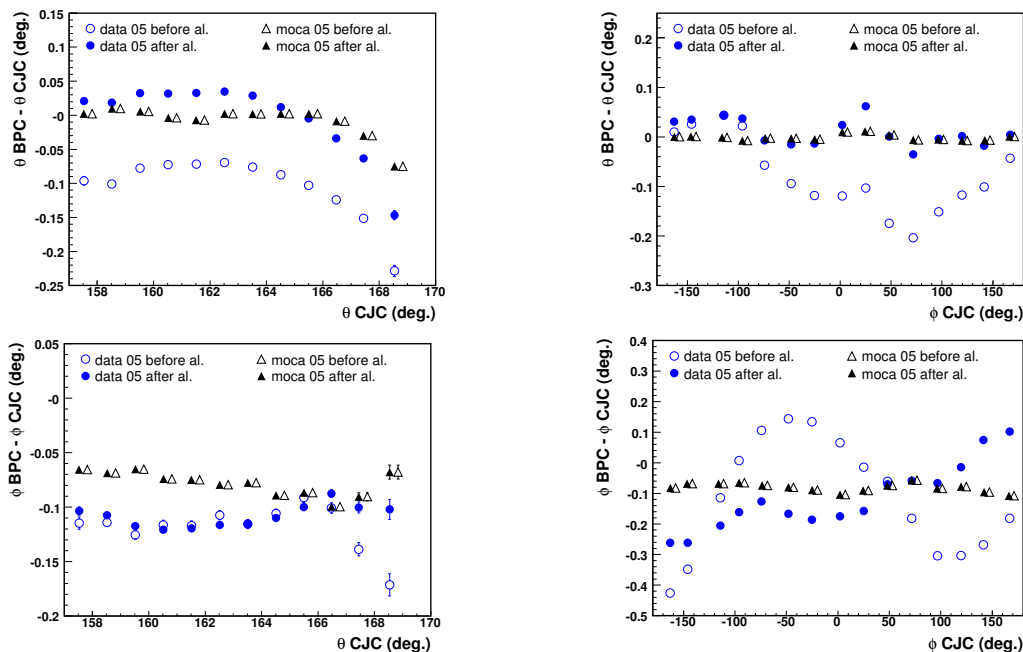 θ BPC - θ CJC (deg.)
0.15
0.1
0.05
-0
-0.05
-0.1
-0.15
-0.2
-0.25
data 05 before al.
moca 05 before al.
data 05 after al.
moca 05 after al.
158 160 162 164 166 168 170
θ CJC (deg.)
θ BPC - θ CJC (deg.)
0.2
0.1
0
-0.1
-0.2
-0.3
data 05 before al.
moca 05 before al.
data 05 after al.
moca 05 after al.
-150 -100 -50 0 50 100 150
ϕ CJC (deg.)
ϕ BPC - ϕ CJC (deg.)
0.05
-0
-0.05
-0.1
-0.15
-0.2
data 05 before al.
moca 05 before al.
data 05 after al.
moca 05 after al.
158 160 162 164 166 168 170
θ CJC (deg.)
ϕ BPC - ϕ CJC (deg.)
0.4
0.3
0.2
0.1
-0
-0.1
-0.2
-0.3
-0.4
-0.5
data 05 before al.
moca 05 before al.
data 05 after al.
moca 05 after al.
-150 -100 -50 0 50 100 150
ϕ CJC (deg.)